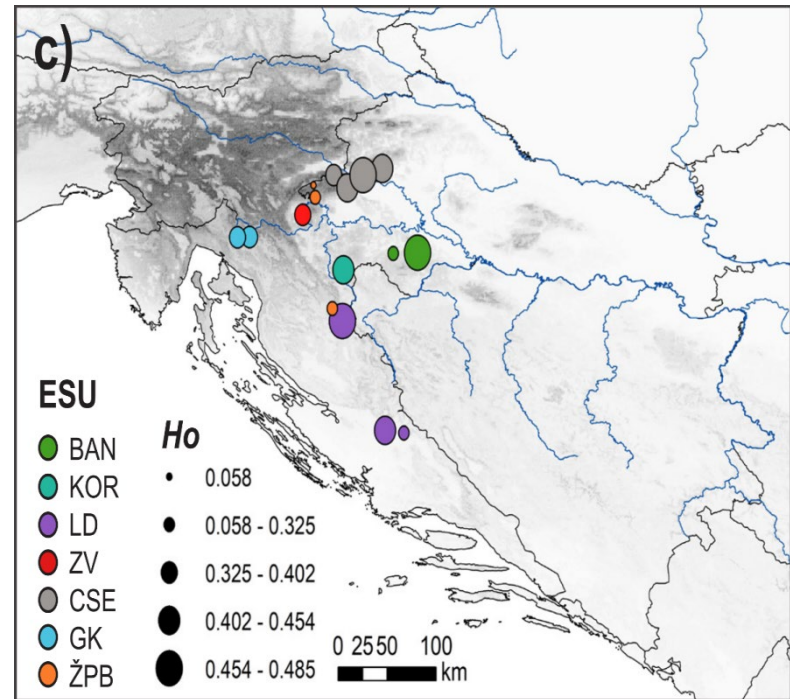 c)
ESU
BAN
KOR
LD
ZV
CSE
GK
ŽPB
Ho
0.058
0.058 - 0.325
0.325 - 0.402
0.402 - 0.454
0.454 - 0.485
0 25 50 100
km